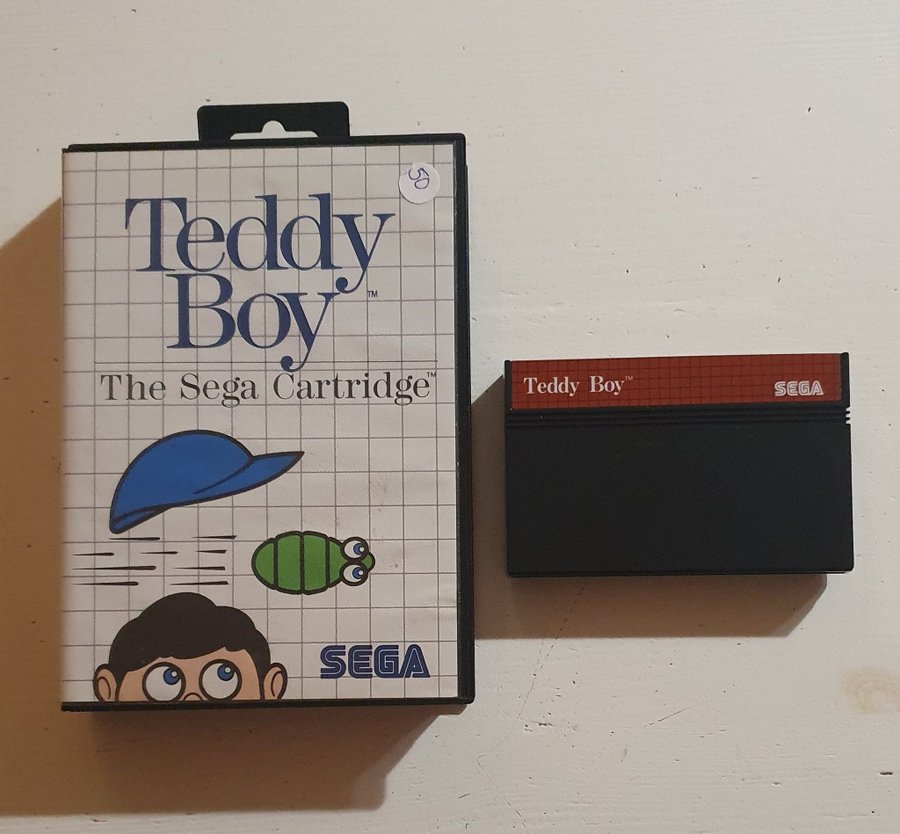 50
Teddy
Boy™
The Sega Cartridge™
SEGA
Teddy Boy™
SEGA